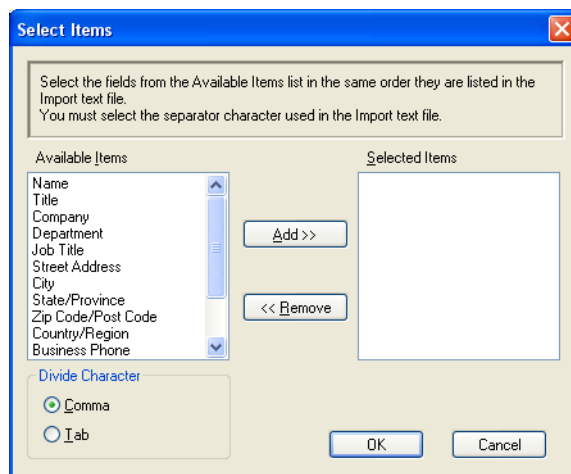 Select Items
Select the fields from the Available Items list in the same order they are listed in the
Import text file.
You must select the separator character used in the Import text file.
Available Items
Selected Items
Name
Title
Company
Department
Job Title
Street Address
City
State/Province
Zip Code/Post Code
Country/Region
Business Phone
Add >>
<< Remove
Divide Character
Comma
Tab
OK
Cancel